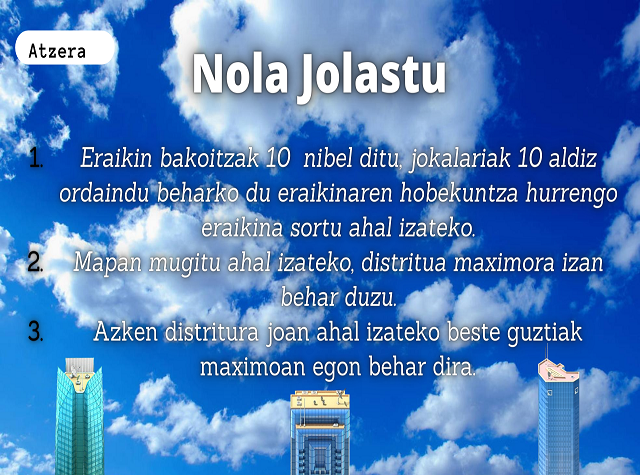 Atzera
Nola Jolastu
1. Eraikin bakoitzak 10 nibel ditu, jokalariak 10 aldiz
ordaindu beharko du eraikinaren hobekuntza hurrengo
eraikina sortu ahal izateko.
2. Mapan mugitu ahal izateko, distritua maximora izan
behar duzu.
3. Azken distritura joan ahal izateko beste guztiak
maximoan egon behar dira.